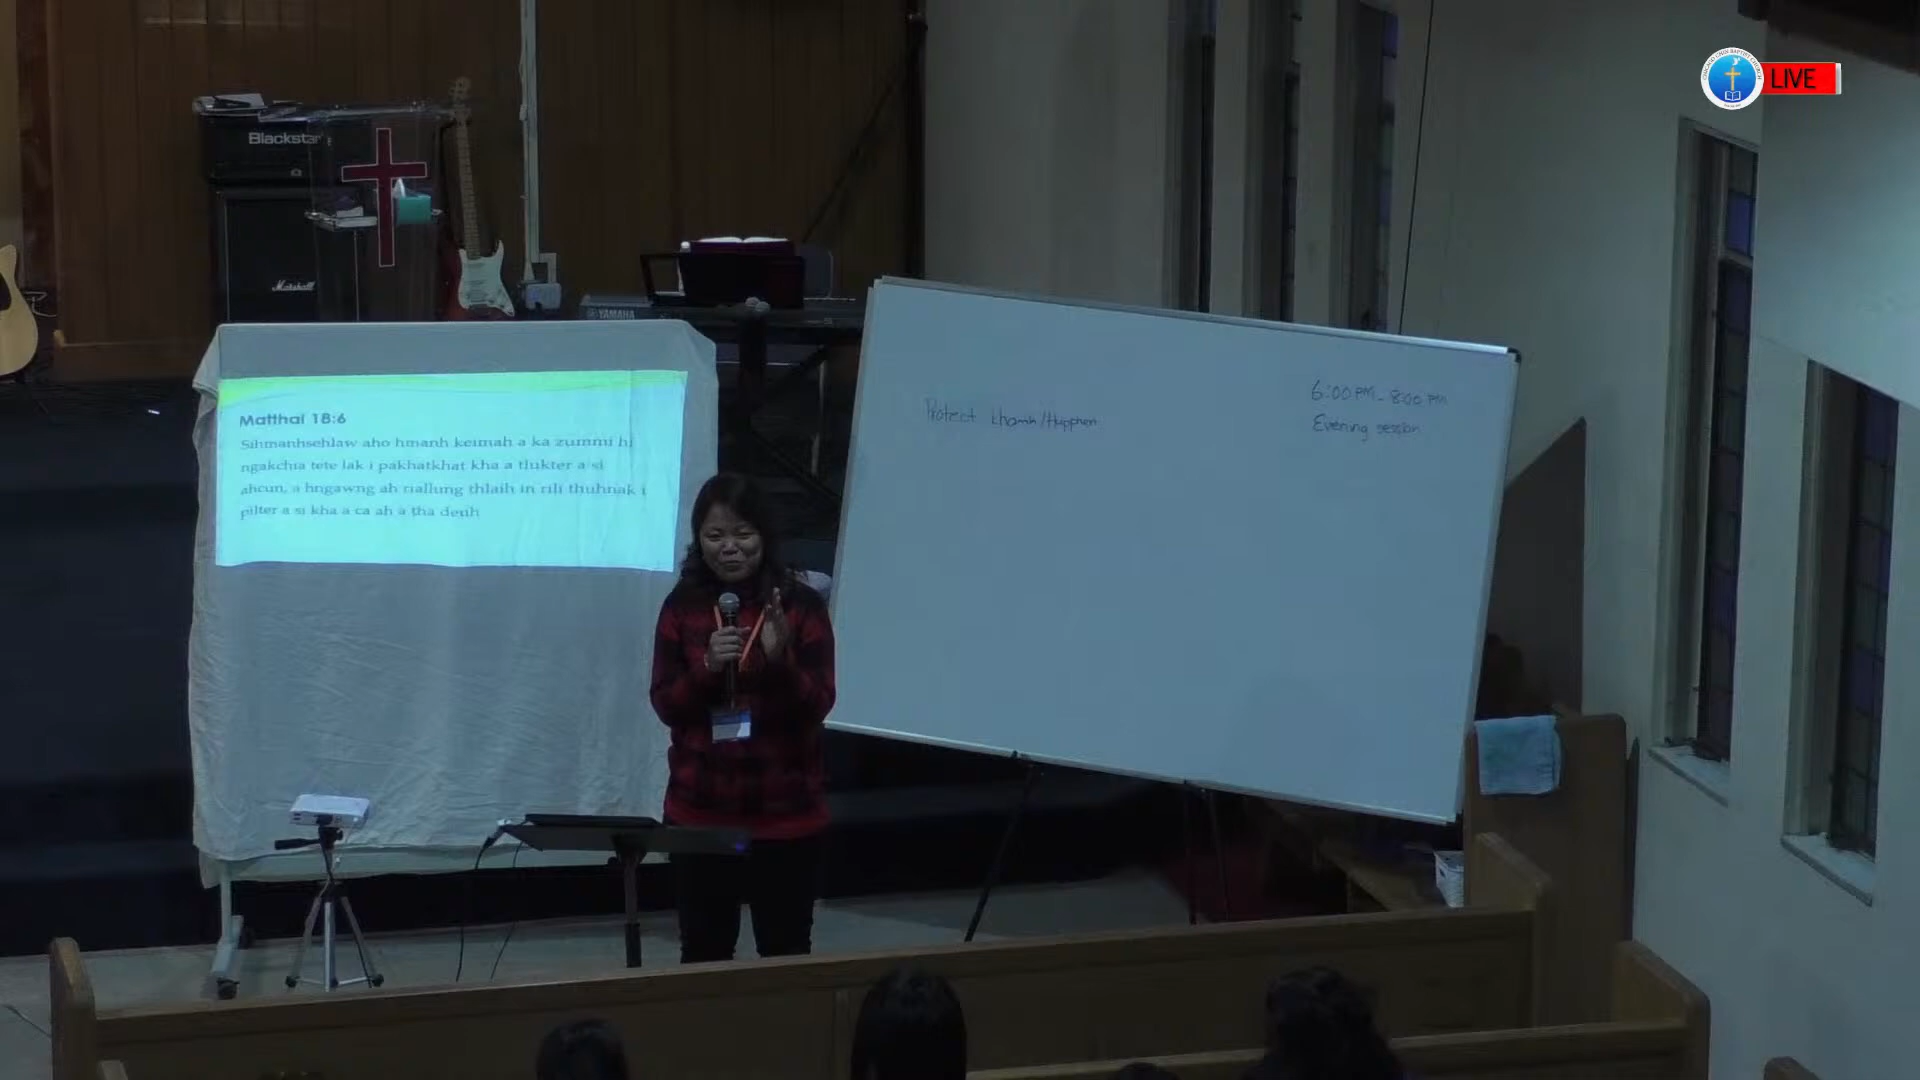 LIVE
Blackstar
Marshall
YAMAHA
Matthai 18:6
Sihmanhsehlaw aho hmanh keimah a ka zummi hi
ngakchia tete lak i pakhatkhat kha a tlukter a si
ahcun, a hngawng ah riallung thlaih in rili thuhnak i
pilter a si kha a ca ah a tha deuh
Protect khamh/Hupphen
6:00 PM - 8:00 PM
Evening session